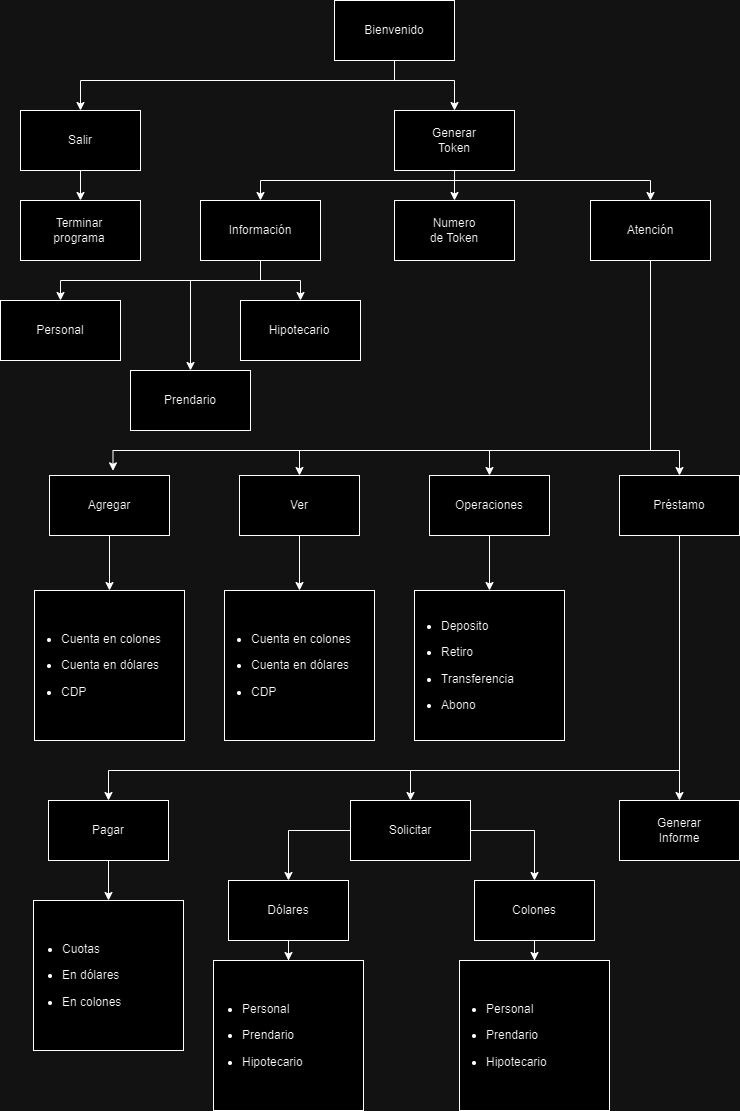 Bienvenido
Salir
Generar
Token
Terminar
programa
Información
Numero
de Token
Atención
Personal
Hipotecario
Prendario
Agregar
Ver
Operaciones
Préstamo
Cuenta en colones
Cuenta en dólares
CDP
Cuenta en colones
Cuenta en dólares
CDP
Deposito
Retiro
Transferencia
Abono
Pagar
Solicitar
Generar
Informe
Dólares
Colones
Cuotas
En dólares
En colones
Personal
Prendario
Hipotecario
Personal
Prendario
Hipotecario